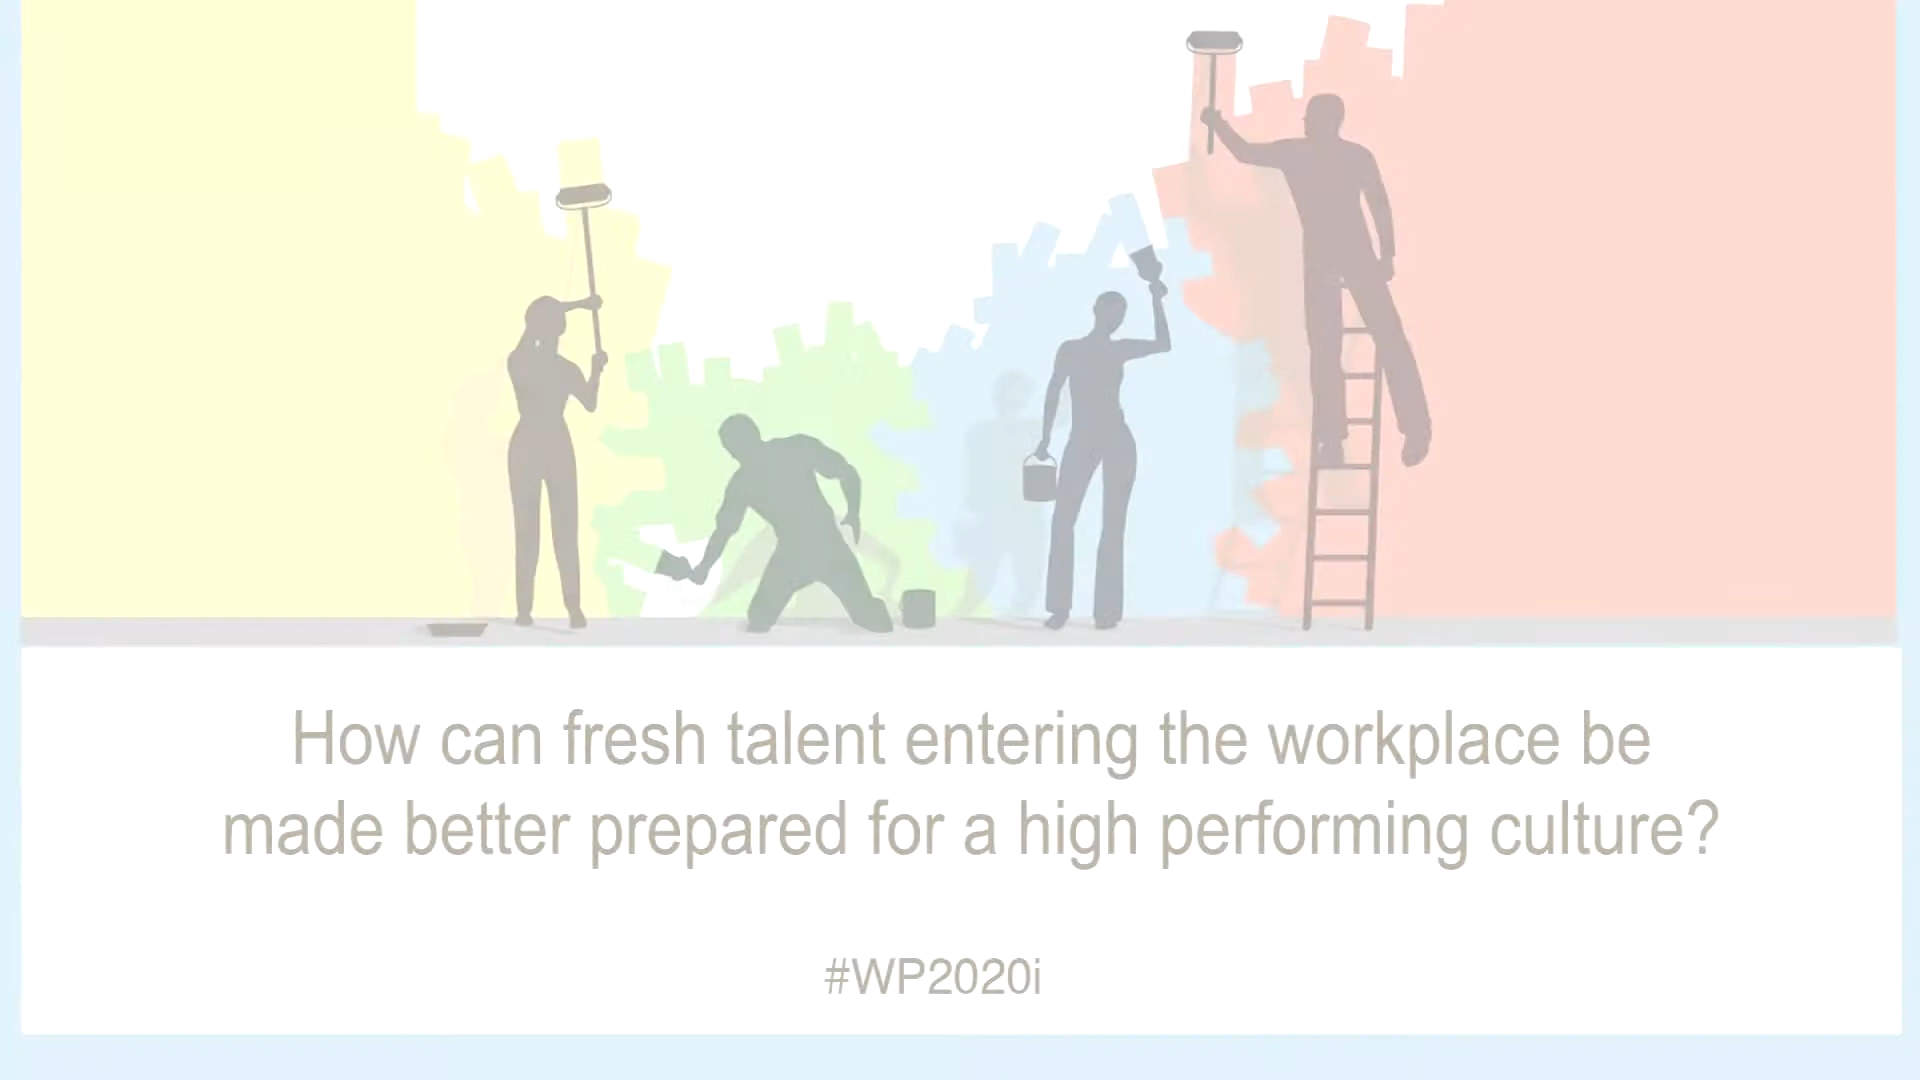 How can fresh talent entering the workplace be
made better prepared for a high performing culture?
#WP2020i